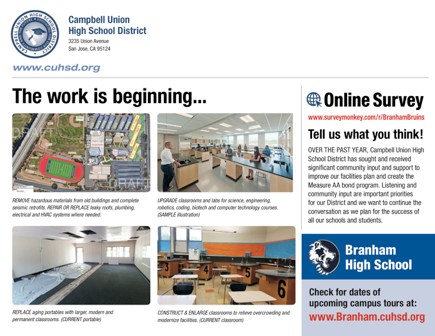 CAMPBELL UNION HIGH SCHOOL DISTRICT
Campbell Union
High School District
3235 Union Avenue
San Jose, CA 95124
www.cuhsd.org
The work is beginning...
DRAFT
REMOVE hazardous materials from old buildings and complete
seismic retrofits. REPAIR OR REPLACE leaky roofs, plumbing,
electrical and HVAC systems where needed.
UPGRADE classrooms and labs for science, engineering,
robotics, coding, biotech and computer technology courses.
(SAMPLE illustration)
REPLACE aging portables with larger, modern and
permanent classrooms. (CURRENT portable)
5
6
CONSTRUCT & ENLARGE classrooms to relieve overcrowding and
modernize facilities. (CURRENT classroom)
Online Survey
www.surveymonkey.com/r/BranhamBruins
Tell us what you think!
OVER THE PAST YEAR, Campbell Union High
School District has sought and received
significant community input and support to
improve our facilities plan and create the
Measure AA bond program. Listening and
community input are important priorities
for our District and we want to continue the
conversation as we plan for the success of
all our schools and students.
Branham
High School
Check for dates of
upcoming campus tours at:
www.Branham.cuhsd.org